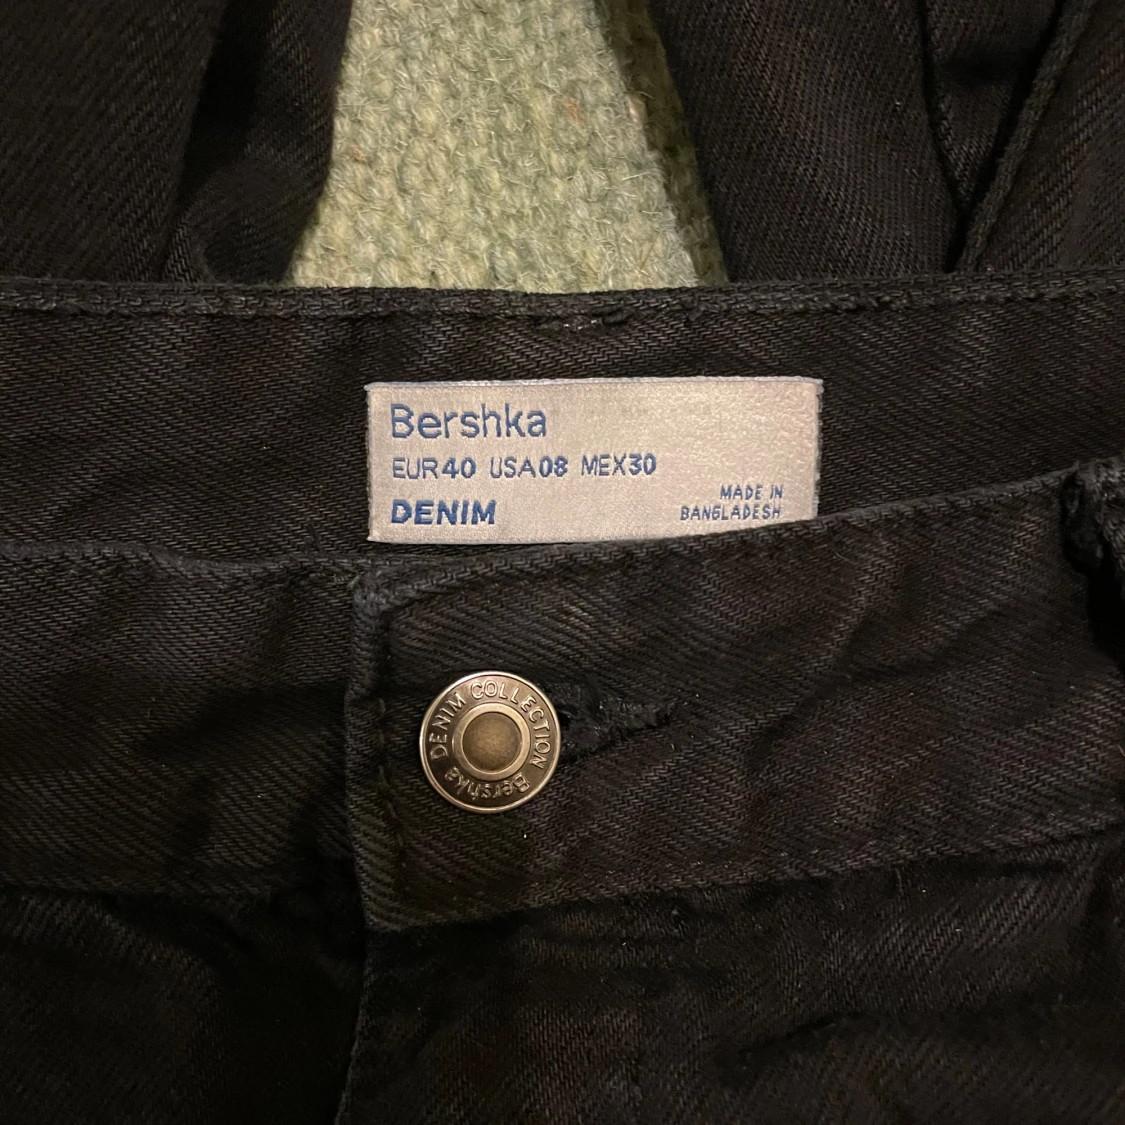 Bershka
EUR40 USA08 MEX30
DENIM
MADE IN
BANGLADESH
DENIM COLLECTION
Bershka